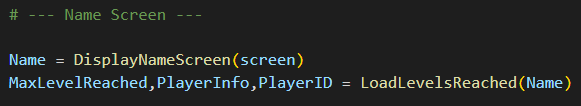 # --- Name Screen ---
Name = DisplayNameScreen(screen)
MaxLevelReached,PlayerInfo,PlayerID = LoadLevelsReached(Name)